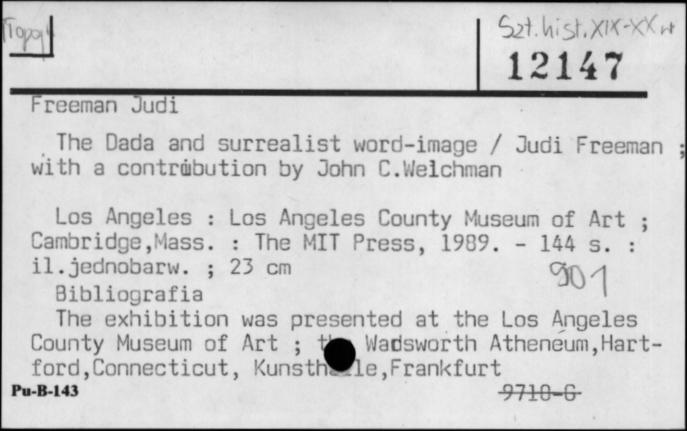 Szt. hist. XIX-XX w
12147
Freeman Judi
The Dada and surrealist word-image / Judi Freeman ;
with a contribution by John C.Welchman
Los Angeles : Los Angeles County Museum of Art ;
Cambridge,Mass. : The MIT Press, 1989. - 144 s. :
il.jednobarw. ; 23 cm
901
Bibliografia
The exhibition was presented at the Los Angeles
County Museum of Art ; the Wadsworth Atheneum,Hart-
ford,Connecticut, Kunsthalle,Frankfurt
Pu-B-143
9710-G